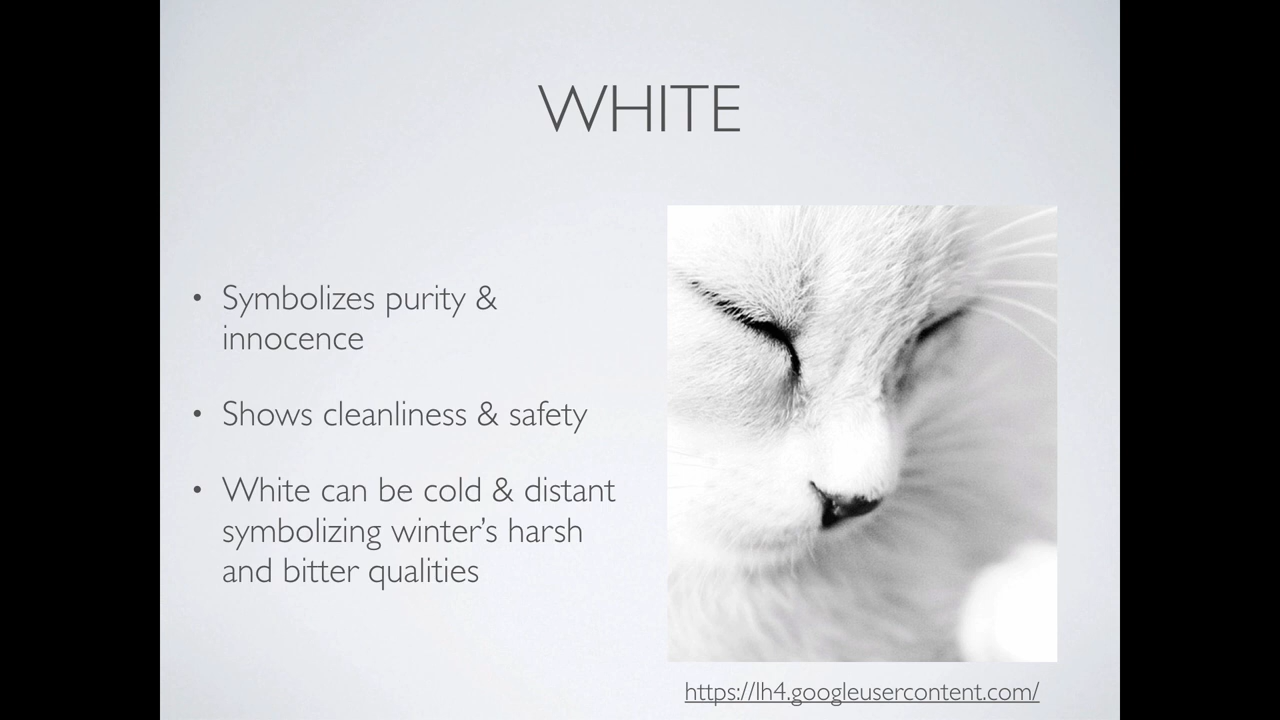 WHITE
• Symbolizes purity &
innocence
• Shows cleanliness & safety
• White can be cold & distant
symbolizing winter’s harsh
and bitter qualities
https://lh4.googleusercontent.com/